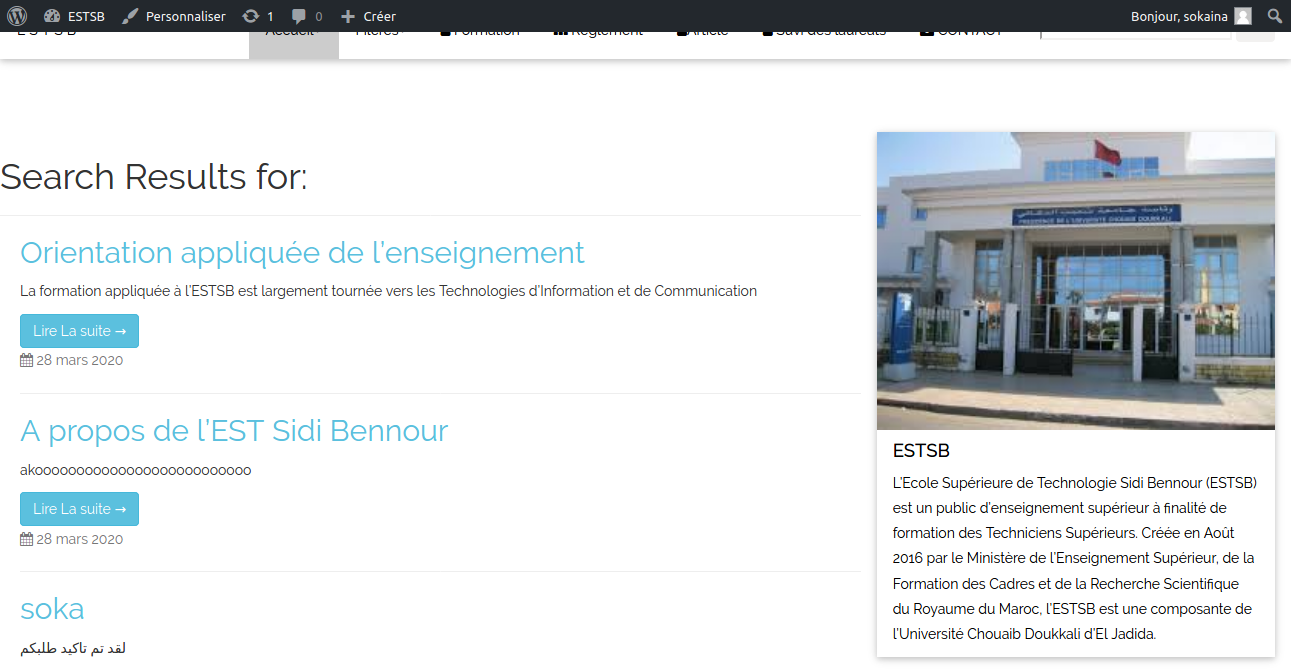 ESTSB Personnaliser 1 0 Créer Bonjour, sokaina
E S T S B Accueil Filères Formation Règlement Article Savi des lauréats CONTACT
Search Results for:
Orientation appliquée de l'enseignement
La formation appliquée à l'ESTSB est largement tournée vers les Technologies d'Information et de Communication
Lire La suite →
28 mars 2020
A propos de l'EST Sidi Bennour
akoooooooooooooooooooooooooo
Lire La suite →
28 mars 2020
soka
لقد تم تاكيد طلبكم
رئاسة جامعة شعيب الدكالي
PRESIDENCE DE L'UNIVERSITÉ CHOUAIB DOUKKALI
ESTSB
L'Ecole Supérieure de Technologie Sidi Bennour (ESTSB)
est un public d'enseignement supérieur à finalité de
formation des Techniciens Supérieurs. Créée en Août
2016 par le Ministère de l'Enseignement Supérieur, de la
Formation des Cadres et de la Recherche Scientifique
du Royaume du Maroc, l'ESTSB est une composante de
l'Université Chouaib Doukkali d'El Jadida.